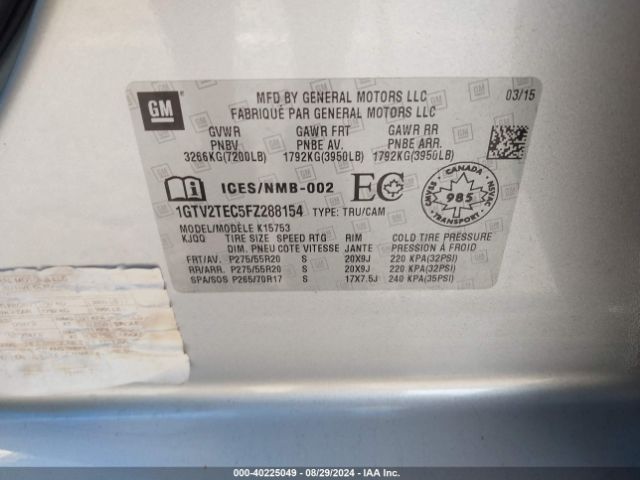 GM
MFD BY GENERAL MOTORS LLC 03/15
FABRIQUÉ PAR GENERAL MOTORS LLC
GVWR GAWR FRT GAWR RR
PNBV PNBE AV. PNBE ARR.
3266KG(7200LB) 1792KG(3950LB) 1792KG(3950LB)
ICES/NMB-002 EC
CANADA
985
TRANSPORT
1GTV2TEC5FZ288154 TYPE: TRU/CAM
MODEL/MODÈLE K15753
KJQQ TIRE SIZE SPEED RTG RIM COLD TIRE PRESSURE
DIM. PNEU COTE VITESSE JANTE PRESSION À FROID
FRT/AV. P275/55R20 S 20X9J 220 KPA(32PSI)
RR/ARR. P275/55R20 S 20X9J 220 KPA(32PSI)
SPA/SOS P265/70R17 S 17X7.5J 240 KPA(35PSI)
000-40225049 - 08/29/2024 - IAA Inc.